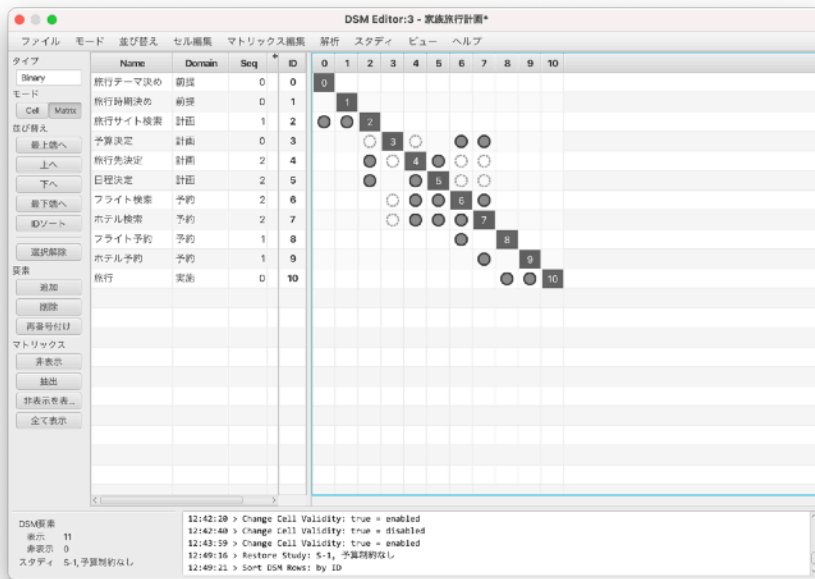 DSM Editor:3 - 家族旅行計画*
ファイル モード 並び替え セル編集 マトリックス編集 解析 スタディ ビュー ヘルプ
タイプ
Binary
モード
Cell Matrix
並び替え
最上端へ
上へ
下へ
最下端へ
IDソート
選択解除
要素
追加
削除
再番号付け
マトリックス
非表示
抽出
非表示を表...
全て表示
Name Domain Seq ID 0 1 2 3 4 5 6 7 8 9 10
旅行テーマ決め 前提 0 0 0
旅行時期決め 前提 0 1 1
旅行サイト検索 計画 1 2 2
予算決定 計画 0 3 3
旅行先決定 計画 2 4 4
日程決定 計画 2 5 5
フライト検索 予約 2 6 6
ホテル検索 予約 2 7 7
フライト予約 予約 1 8 8
ホテル予約 予約 1 9 9
旅行 実施 0 10 10
DSM要素
表示 11
非表示 0
スタディ S-1,予算制約なし
12:42:20 > Change Cell Validity: true = enabled
12:42:40 > Change Cell Validity: true = disabled
12:43:59 > Change Cell Validity: true = enabled
12:49:16 > Restore Study: S-1, 予算制約なし
12:49:21 > Sort DSM Rows: by ID